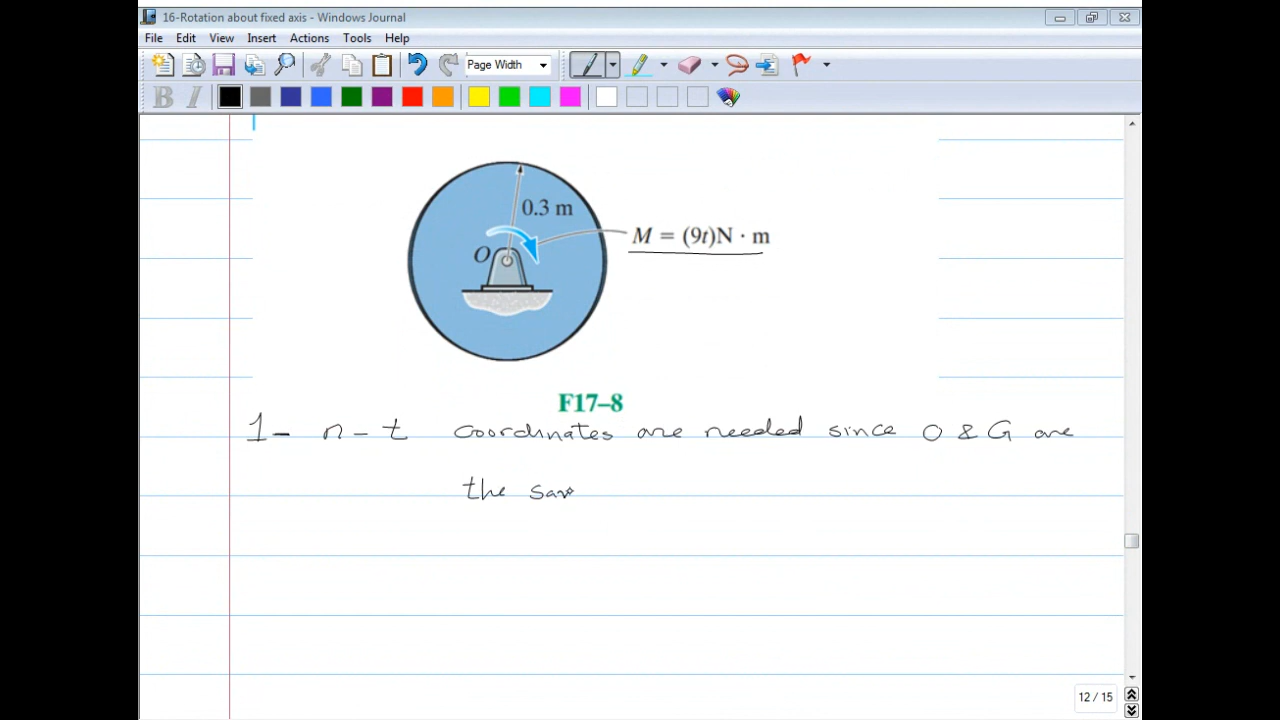 16-Rotation about fixed axis - Windows Journal
File Edit View Insert Actions Tools Help
Page Width
B I
0.3 m
M = (9t)N · m
O
F17–8
1- n - t coordinates are needed since O & G are
the sam
12 / 15